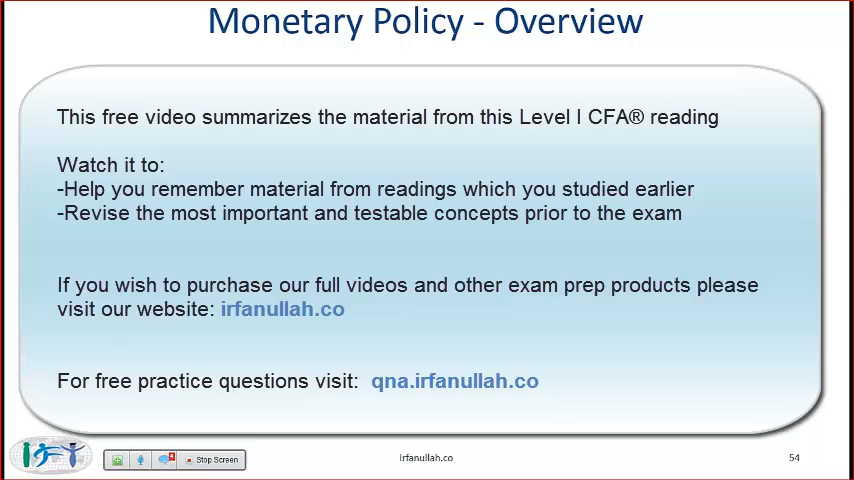 Monetary Policy - Overview
This free video summarizes the material from this Level I CFA® reading
Watch it to:
-Help you remember material from readings which you studied earlier
-Revise the most important and testable concepts prior to the exam
If you wish to purchase our full videos and other exam prep products please
visit our website: irfanullah.co
For free practice questions visit: qna.irfanullah.co
4
Stop Screen
irfanullah.co
54